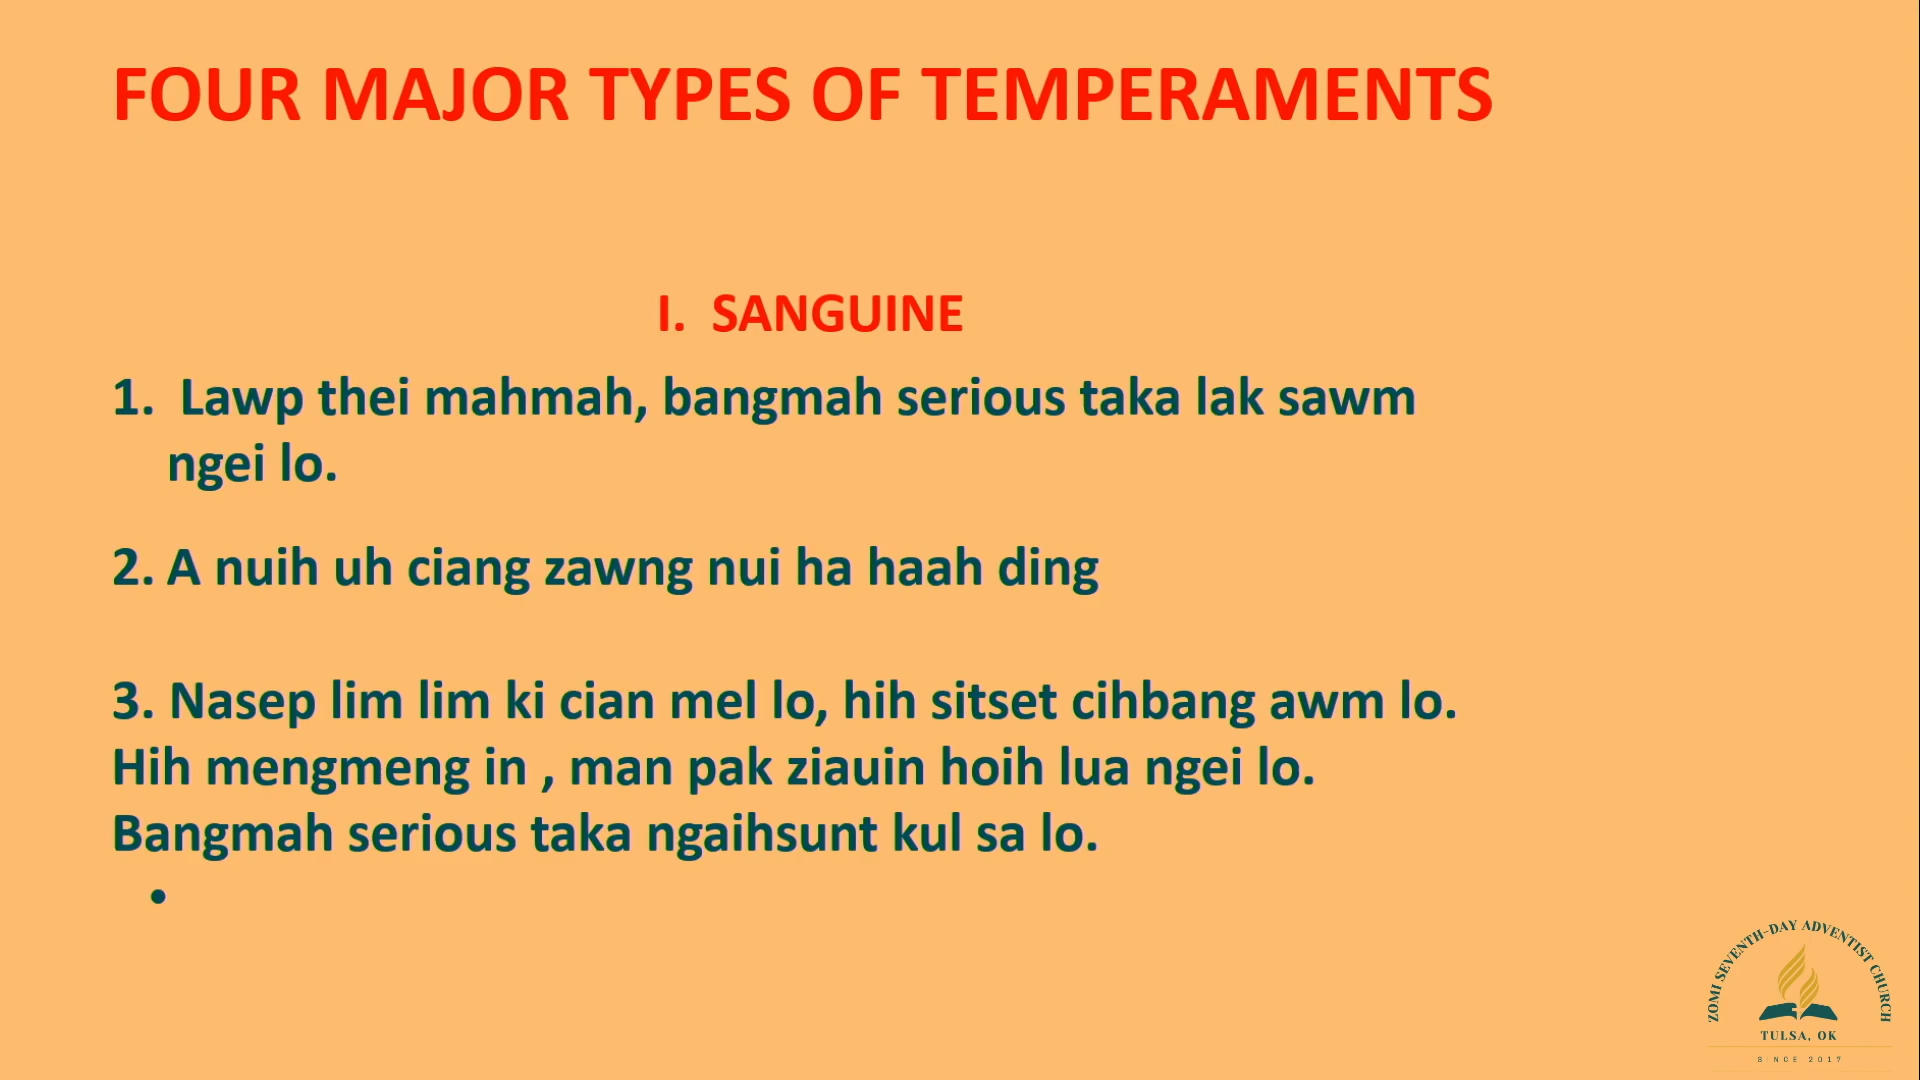 FOUR MAJOR TYPES OF TEMPERAMENTS
I. SANGUINE
1. Lawp thei mahmah, bangmah serious taka lak sawm
ngei lo.
2. A nuih uh ciang zawng nui ha haah ding
3. Nasep lim lim ki cian mel lo, hih sitset cihbang awm lo.
Hih mengmeng in , man pak ziauin hoih lua ngei lo.
Bangmah serious taka ngaihsunt kul sa lo.
•
ZOMI SEVENTH-DAY ADVENTIST CHURCH
TULSA, OK
SINCE 2017